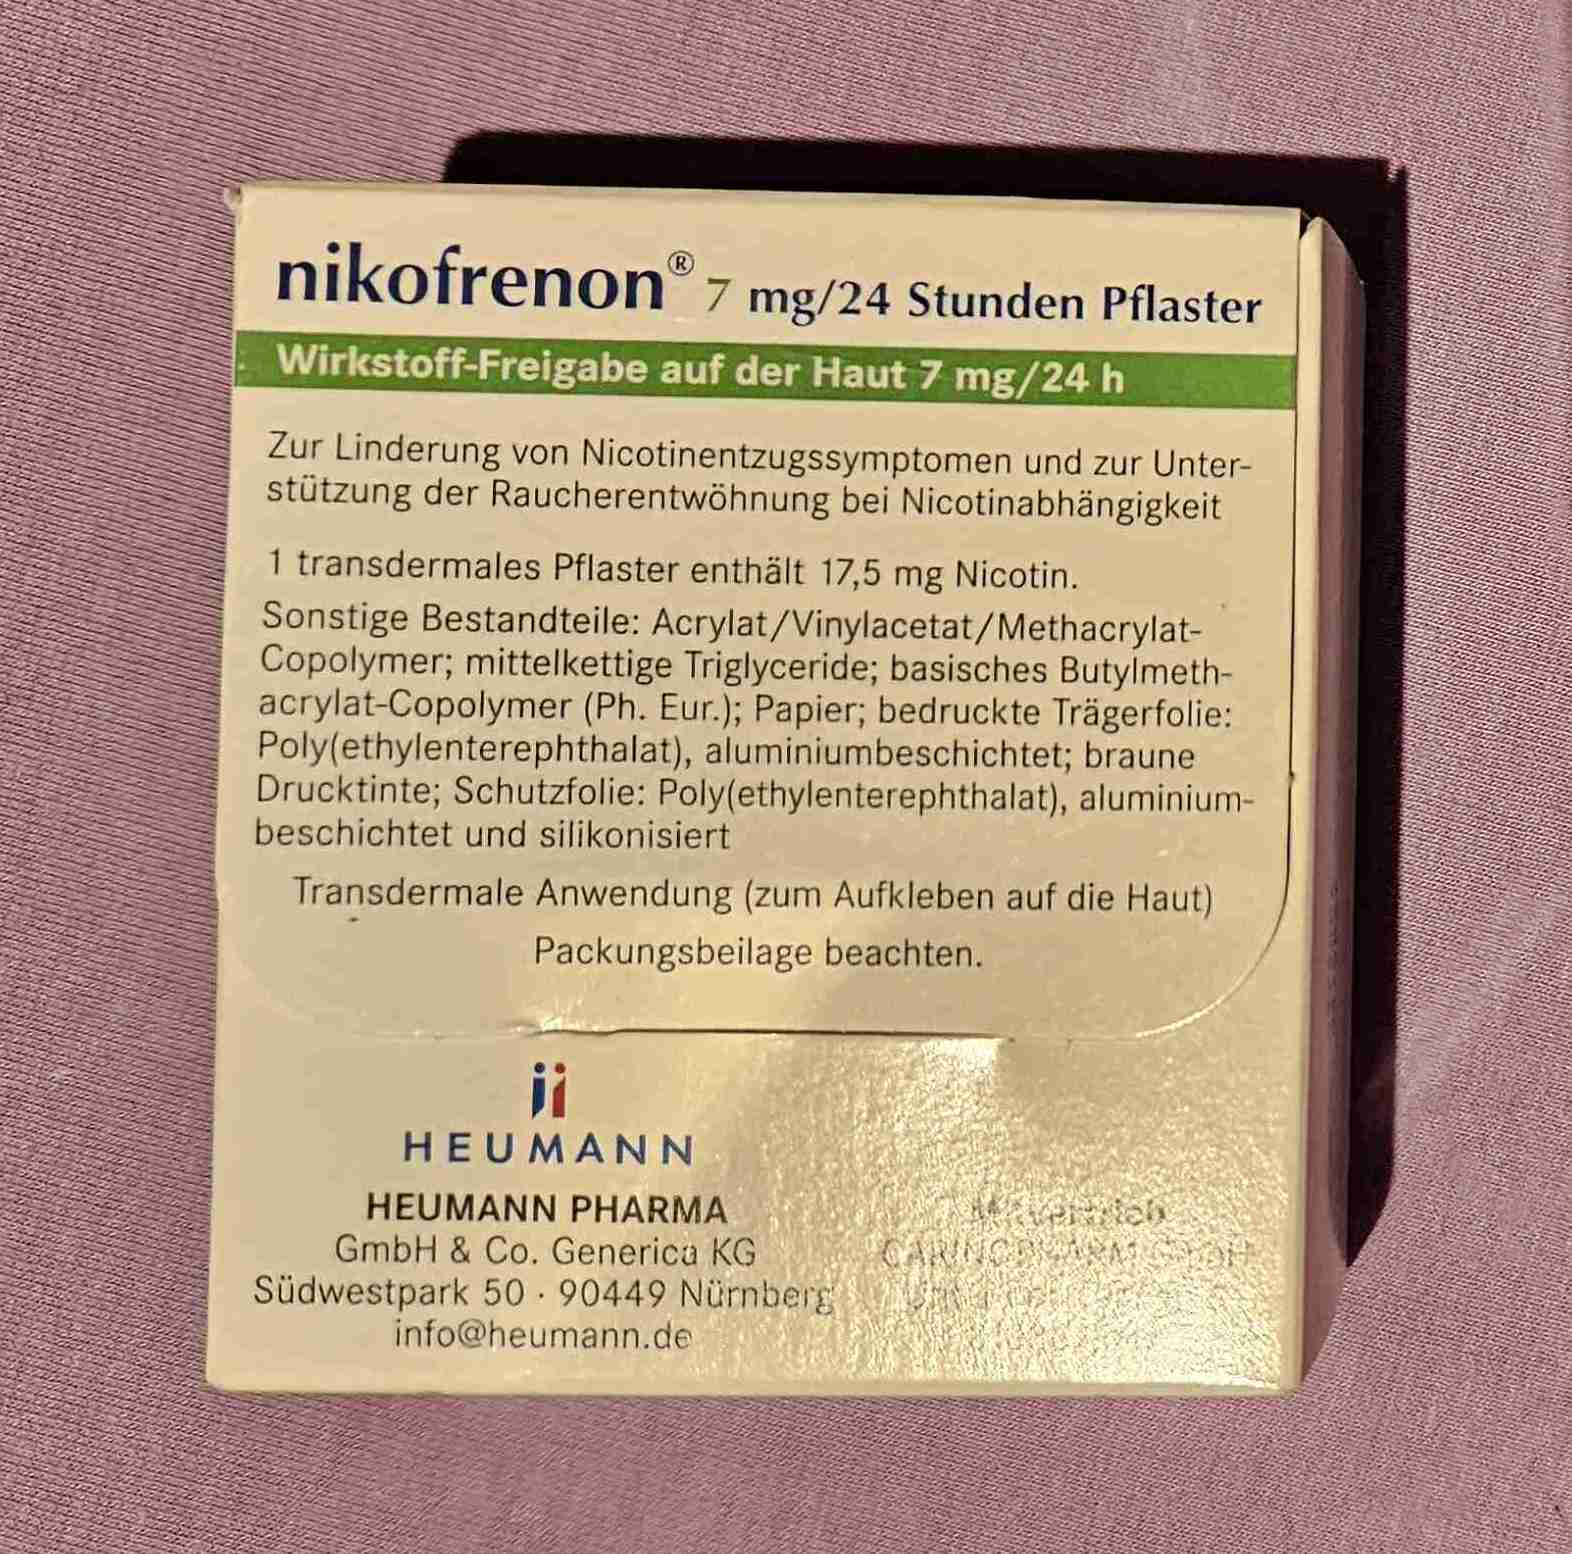 nikofrenon® 7 mg/24 Stunden Pflaster
Wirkstoff-Freigabe auf der Haut 7 mg/24 h
Zur Linderung von Nicotinentzugssymptomen und zur Unter-
stützung der Raucherentwöhnung bei Nicotinabhängigkeit
1 transdermales Pflaster enthält 17,5 mg Nicotin.
Sonstige Bestandteile: Acrylat/Vinylacetat/Methacrylat-
Copolymer; mittelkettige Triglyceride; basisches Butylmeth-
acrylat-Copolymer (Ph. Eur.); Papier; bedruckte Trägerfolie:
Poly(ethylenterephthalat), aluminiumbeschichtet; braune
Drucktinte; Schutzfolie: Poly(ethylenterephthalat), aluminium-
beschichtet und silikonisiert
Transdermale Anwendung (zum Aufkleben auf die Haut)
Packungsbeilage beachten.
HEUMANN
HEUMANN PHARMA
GmbH & Co. Generica KG
Südwestpark 50 · 90449 Nürnberg
info@heumann.de
Mitvertrieb
GmbH